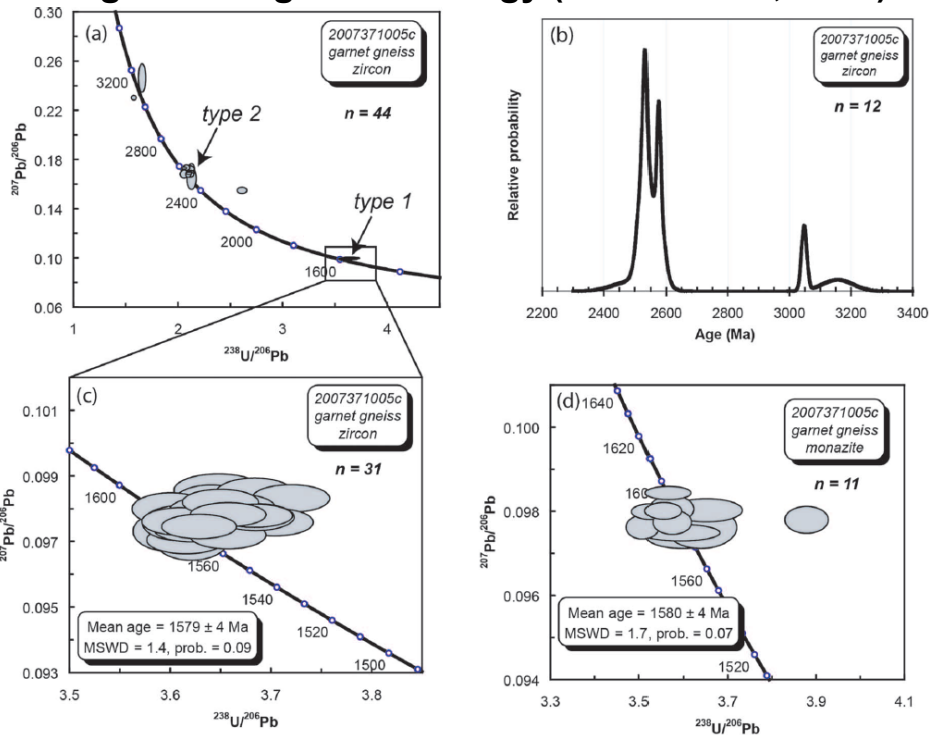 (a)
2007371005c
garnet gneiss
zircon
n = 44
type 2
type 1
0.30
0.26
0.22
0.18
0.14
0.10
0.06
3200
2800
2400
2000
1600
1
2
3
4
²⁰⁷Pb/²⁰⁶Pb
²³⁸U/²⁰⁶Pb
(b)
2007371005c
garnet gneiss
zircon
n = 12
Relative probability
2200
2400
2600
2800
3000
3200
3400
Age (Ma)
(c)
2007371005c
garnet gneiss
zircon
n = 31
0.101
0.099
0.097
0.095
0.093
1600
1560
1540
1520
1500
Mean age = 1579 ± 4 Ma
MSWD = 1.4, prob. = 0.09
3.5
3.6
3.7
3.8
²⁰⁷Pb/²⁰⁶Pb
²³⁸U/²⁰⁶Pb
(d)
2007371005c
garnet gneiss
monazite
n = 11
0.100
0.098
0.096
0.094
1640
1620
1560
1520
Mean age = 1580 ± 4 Ma
MSWD = 1.7, prob. = 0.07
3.3
3.5
3.7
3.9
4.1
²⁰⁷Pb/²⁰⁶Pb
²³⁸U/²⁰⁶Pb